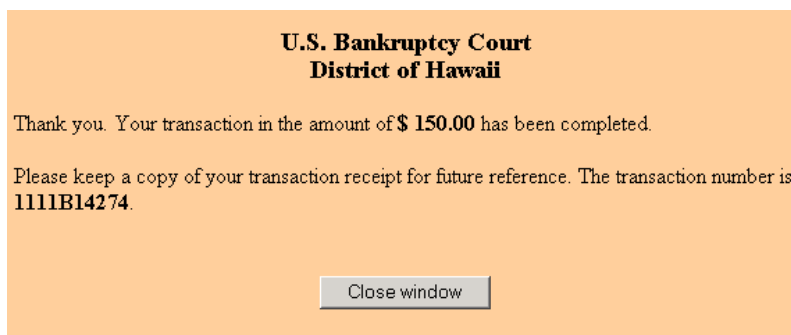 U.S. Bankruptcy Court
District of Hawaii
Thank you. Your transaction in the amount of $ 150.00 has been completed.
Please keep a copy of your transaction receipt for future reference. The transaction number is
1111B14274.
Close window